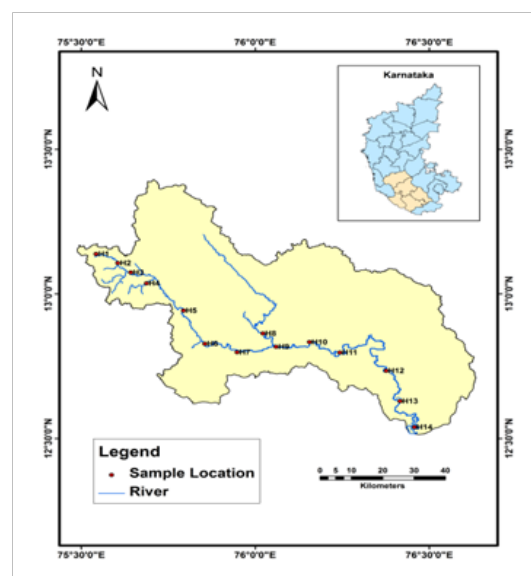 75°30'0"E 76°0'0"E 76°30'0"E
N
Karnataka
13°30'0"N
13°30'0"N
H1
H2
H3
H4
13°0'0"N
13°0'0"N
H5
H8
H6
H7
H9
H10
H11
H12
H13
H14
12°30'0"N
12°30'0"N
Legend
Sample Location
River
0 5 10 20 30 40
Kilometers
75°30'0"E 76°0'0"E 76°30'0"E